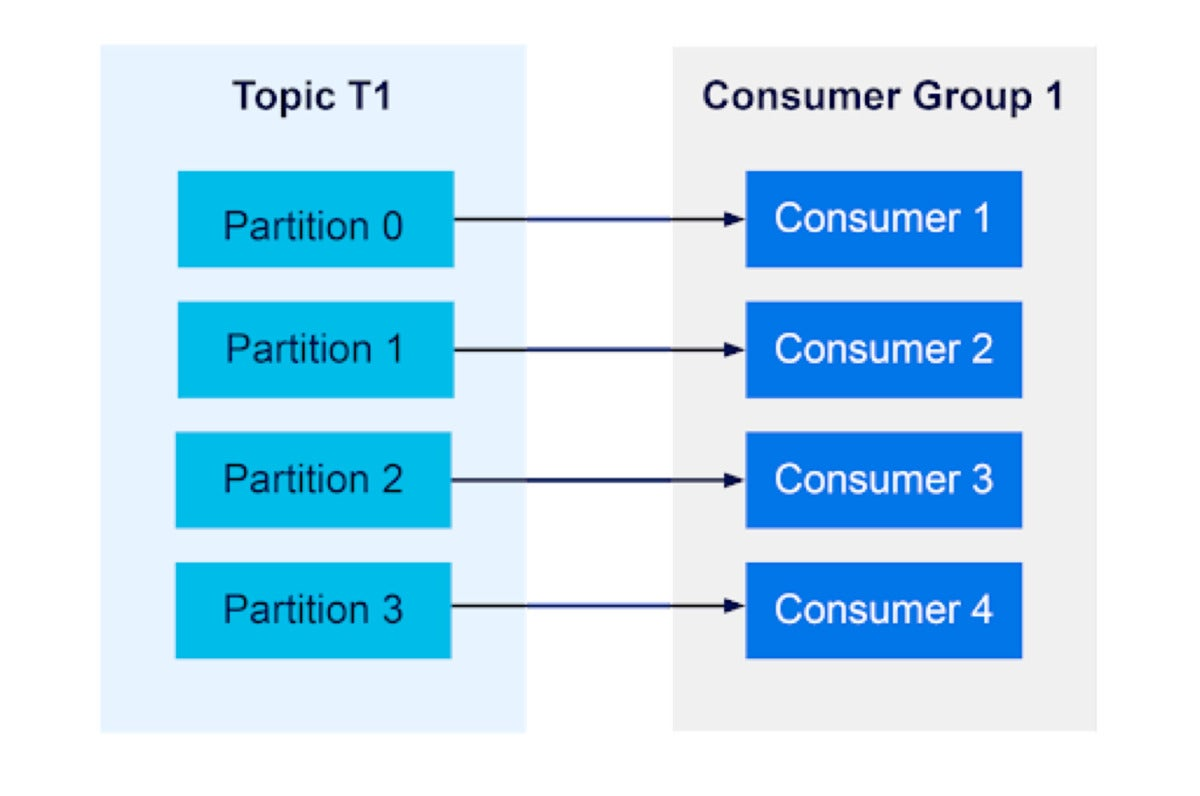 Topic T1
Partition 0
Partition 1
Partition 2
Partition 3
Consumer Group 1
Consumer 1
Consumer 2
Consumer 3
Consumer 4